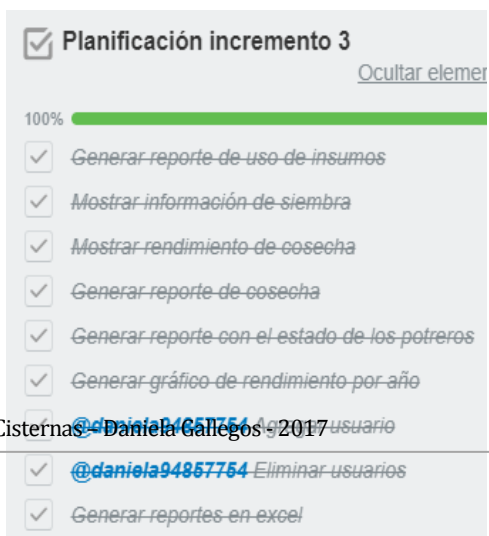 Planificación incremento 3
Ocultar elemen
100%
Generar reporte de uso de insumos
Mostrar información de siembra
Mostrar rendimiento de cosecha
Generar reporte de cosecha
Generar reporte con el estado de los potreros
Generar gráfico de rendimiento por año
@daniela94857754 Agregar usuario
Cisternas - Daniela Gallegos - 2017
@daniela94857754 Eliminar usuarios
Generar reportes en excel